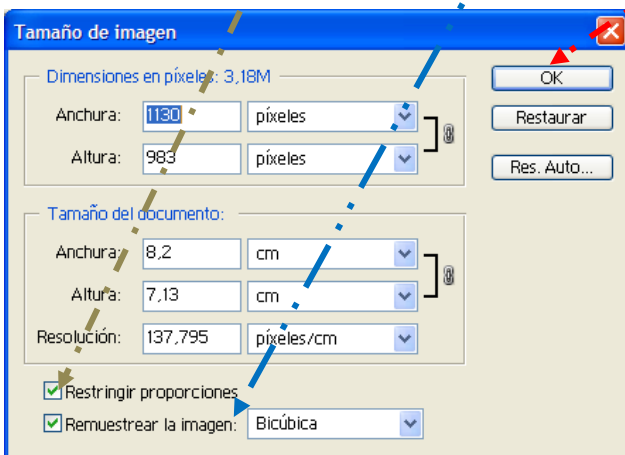 Tamaño de imagen
Dimensiones en píxeles: 3,18M
Anchura: 1130 píxeles
Altura: 983 píxeles
OK
Restaurar
Res. Auto...
Tamaño del documento:
Anchura: 8,2 cm
Altura: 7,13 cm
Resolución: 137,795 píxeles/cm
Restringir proporciones
Remuestrear la imagen: Bicúbica